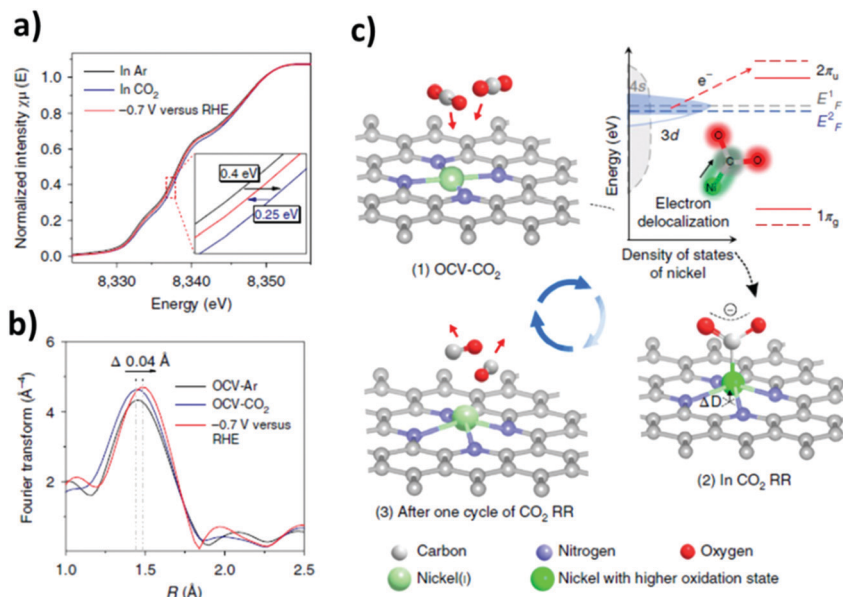 a)
Normalized intensity χμ (E)
1.0
0.8
0.6
0.4
0.2
0.0
In Ar
In CO₂
−0.7 V versus RHE
0.4 eV
0.25 eV
8,330
8,340
8,350
Energy (eV)
b)
Fourier transform (Å⁻⁴)
6
4
2
0
Δ 0.04 Å
OCV-Ar
OCV-CO₂
−0.7 V versus
RHE
1.0
1.5
2.0
2.5
R (Å)
c)
(1) OCV-CO₂
Energy (eV)
4s
3d
e⁻
2πᵤ
E¹F
E²F
O
C
O
N
Electron
delocalization
1πg
Density of states
of nickel
⊖
ΔD
(2) In CO₂ RR
(3) After one cycle of CO₂ RR
Carbon
Nitrogen
Oxygen
Nickel(I)
Nickel with higher oxidation state